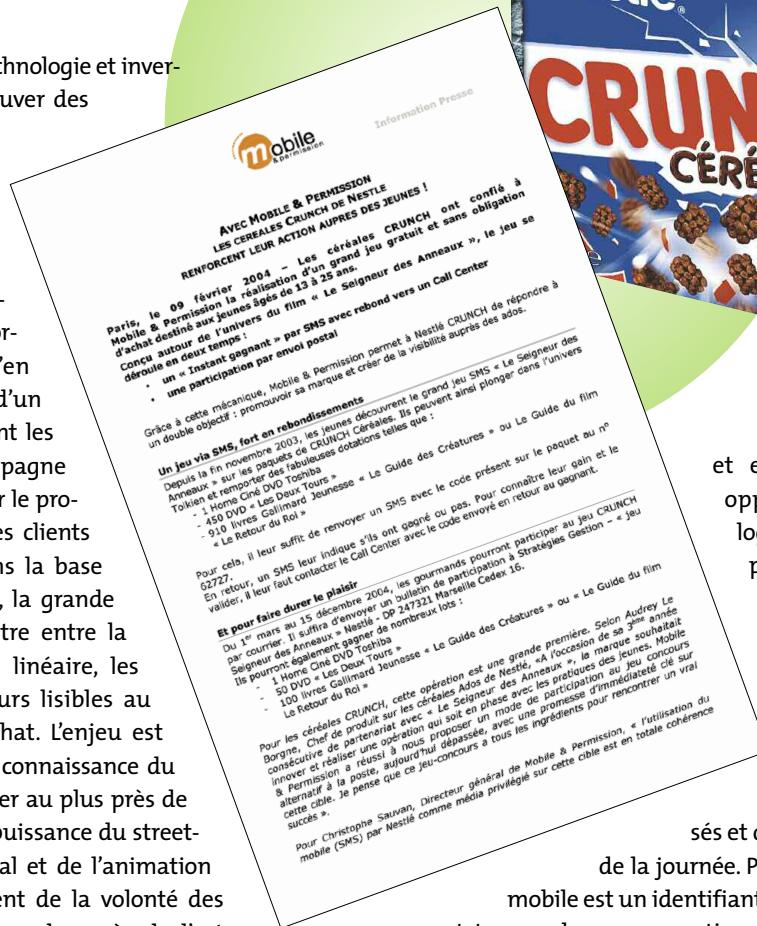 chnologie et inver-
uver des
nt les
pagne
r le pro-
es clients
ns la base
, la grande
tre entre la
linéaire, les
urs lisibles au
hat. L’enjeu est
connaissance du
er au plus près de
puissance du street-
al et de l’animation
ent de la volonté des
CRUN
CÉRÉ
mobile
& permission
Information Presse
AVEC MOBILE & PERMISSION
LES CEREALES CRUNCH DE NESTLE
RENFORCENT LEUR ACTION AUPRES DES JEUNES !
Paris, le 09 février 2004 – Les céréales CRUNCH ont confié à
Mobile & Permission la réalisation d’un grand jeu gratuit et sans obligation
d’achat destiné aux jeunes âgés de 13 à 25 ans.
Conçu autour de l’univers du film « Le Seigneur des Anneaux », le jeu se
déroule en deux temps :
• un « Instant gagnant » par SMS avec rebond vers un Call Center
• une participation par envoi postal
Grâce à cette mécanique, Mobile & Permission permet à Nestlé CRUNCH de répondre à
un double objectif : promouvoir sa marque et créer de la visibilité auprès des ados.
Un jeu via SMS, fort en rebondissements
Depuis la fin novembre 2003, les jeunes découvrent le grand jeu SMS « Le Seigneur des
Anneaux » sur les paquets de CRUNCH Céréales. Ils peuvent ainsi plonger dans l’univers
Tolkien et remporter des fabuleuses dotations telles que :
- 1 Home Ciné DVD Toshiba
- 450 DVD « Les Deux Tours »
- 910 livres Gallimard Jeunesse « Le Guide des Créatures » ou Le Guide du film
« Le Retour du Roi »
Pour cela, il leur suffit de renvoyer un SMS avec le code présent sur le paquet au n°
62727.
En retour, un SMS leur indique s’ils ont gagné ou pas. Pour connaître leur gain et le
valider, il leur faut contacter le Call Center avec le code envoyé en retour au gagnant.
Et pour faire durer le plaisir
Du 1er mars au 15 décembre 2004, les gourmands pourront participer au jeu CRUNCH
par courrier. Il suffira d’envoyer un bulletin de participation à Stratégies Gestion – « jeu
Seigneur des Anneaux » Nestlé - DP 247321 Marseille Cedex 16.
Ils pourront également gagner de nombreux lots :
- 1 Home Ciné DVD Toshiba
- 50 DVD « Les Deux Tours »
- 100 livres Gallimard Jeunesse « Le Guide des Créatures » ou « Le Guide du film
Le Retour du Roi »
Pour les céréales CRUNCH, cette opération est une grande première. Selon Audrey Le
Borgne, Chef de produit sur les céréales Ados de Nestlé, «A l’occasion de sa 3ème année
consécutive de partenariat avec « Le Seigneur des Anneaux », la marque souhaitait
innover et réaliser une opération qui soit en phase avec les pratiques des jeunes. Mobile
& Permission a réussi à nous proposer un mode de participation au jeu concours
alternatif à la poste, aujourd’hui dépassée, avec une promesse d’immédiateté clé sur
cette cible. Je pense que ce jeu-concours a tous les ingrédients pour rencontrer un vrai
succès ».
Pour Christophe Sauvan, Directeur général de Mobile & Permission, « l’utilisation du
mobile (SMS) par Nestlé comme média privilégié sur cette cible est en totale cohérence
et e
opp
loc
p
sés et d
de la journée. P
mobile est un identifiant